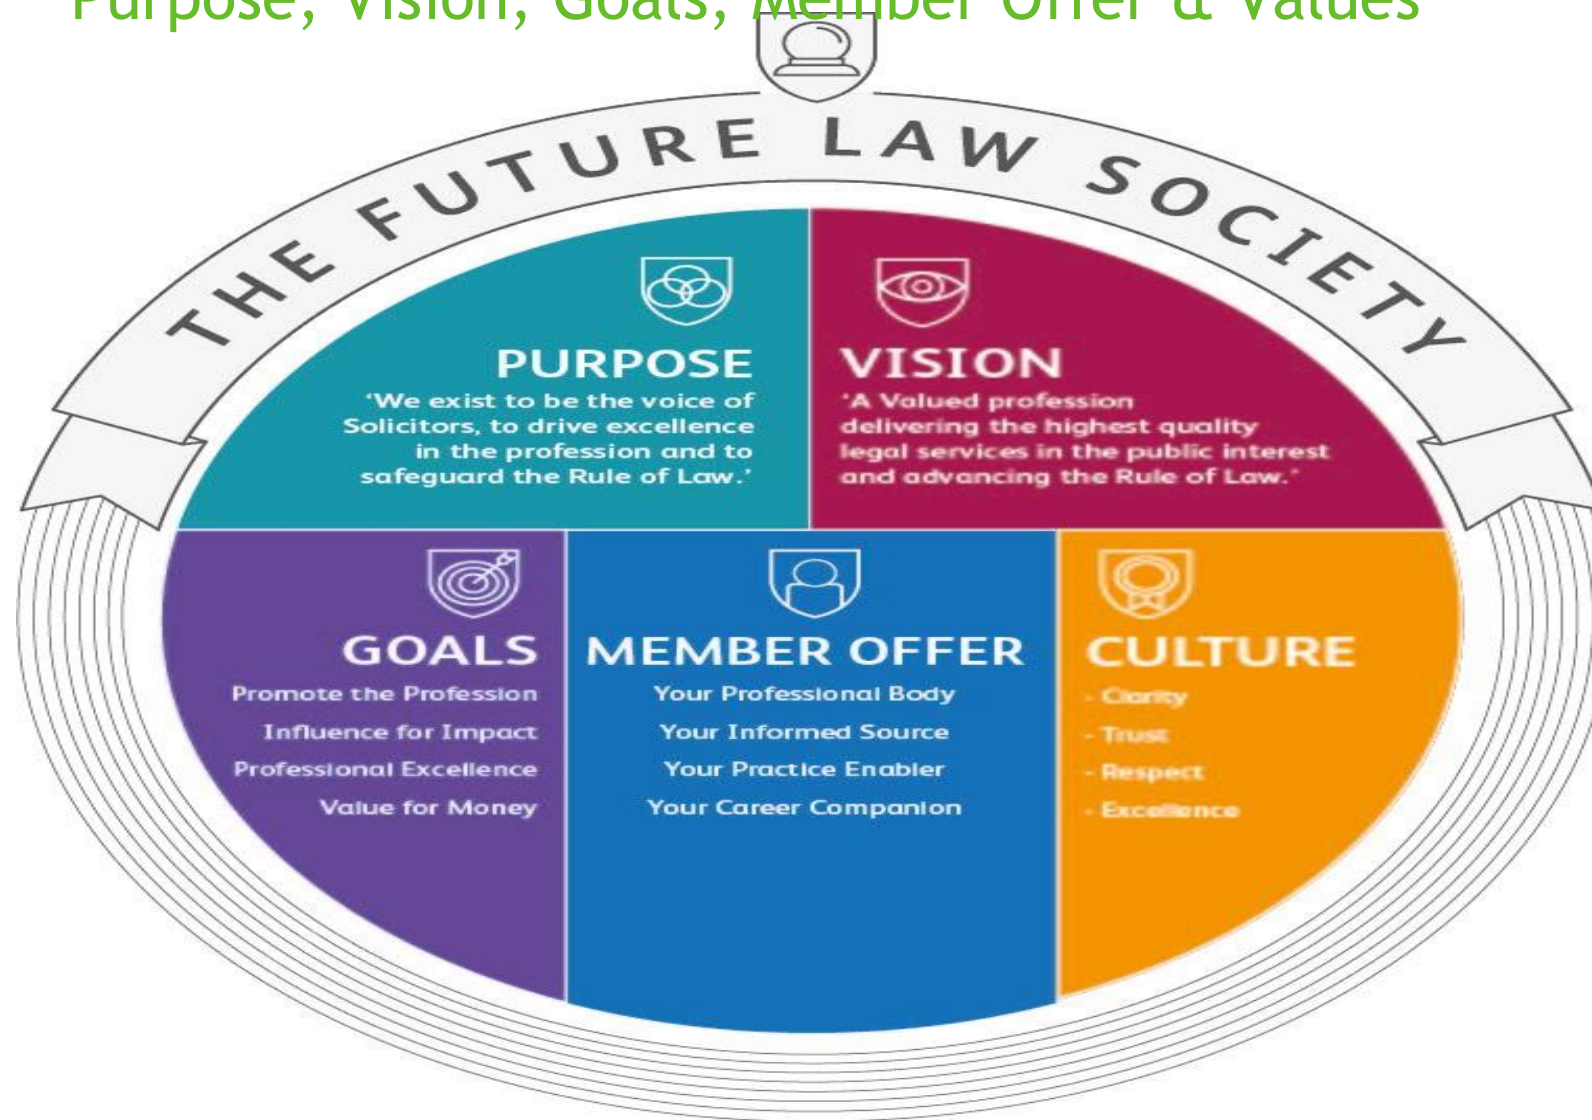 Purpose, Vision, Goals, Member Offer & Values
THE FUTURE LAW SOCIETY
PURPOSE
‘We exist to be the voice of
Solicitors, to drive excellence
in the profession and to
safeguard the Rule of Law.’
VISION
‘A Valued profession
delivering the highest quality
legal services in the public interest
and advancing the Rule of Law.’
GOALS
Promote the Profession
Influence for Impact
Professional Excellence
Value for Money
MEMBER OFFER
Your Professional Body
Your Informed Source
Your Practice Enabler
Your Career Companion
CULTURE
- Clarity
- Trust
- Respect
- Excellence